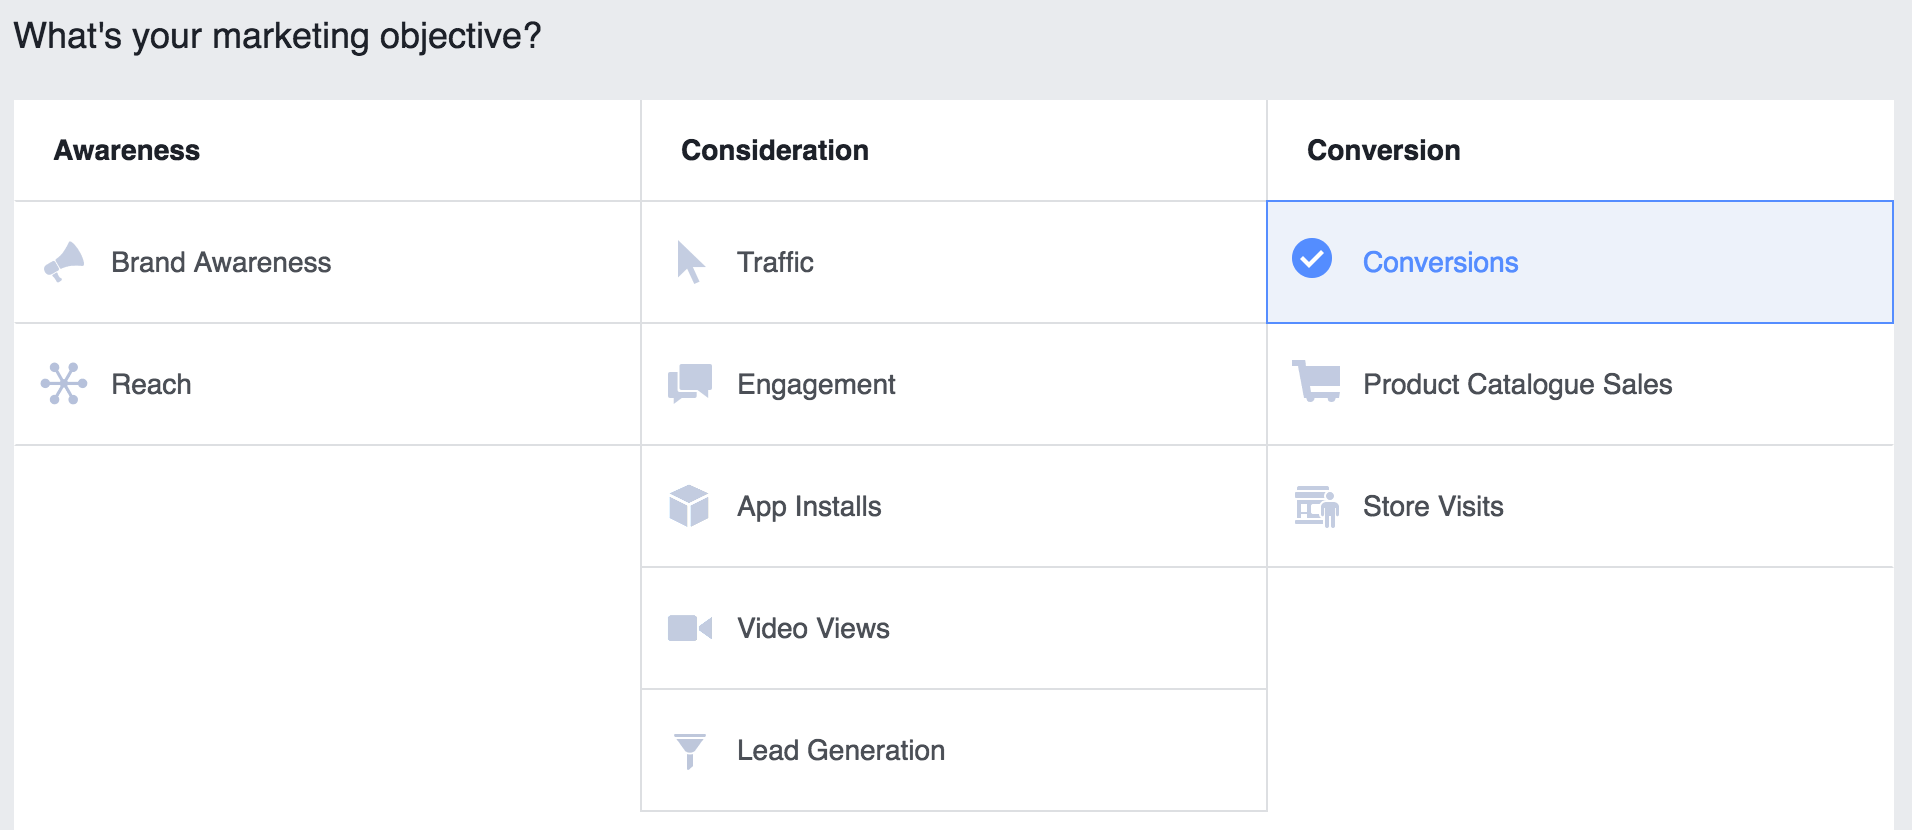 What's your marketing objective?
Awareness
Consideration
Conversion
Brand Awareness
Traffic
Conversions
Reach
Engagement
Product Catalogue Sales
App Installs
Store Visits
Video Views
Lead Generation